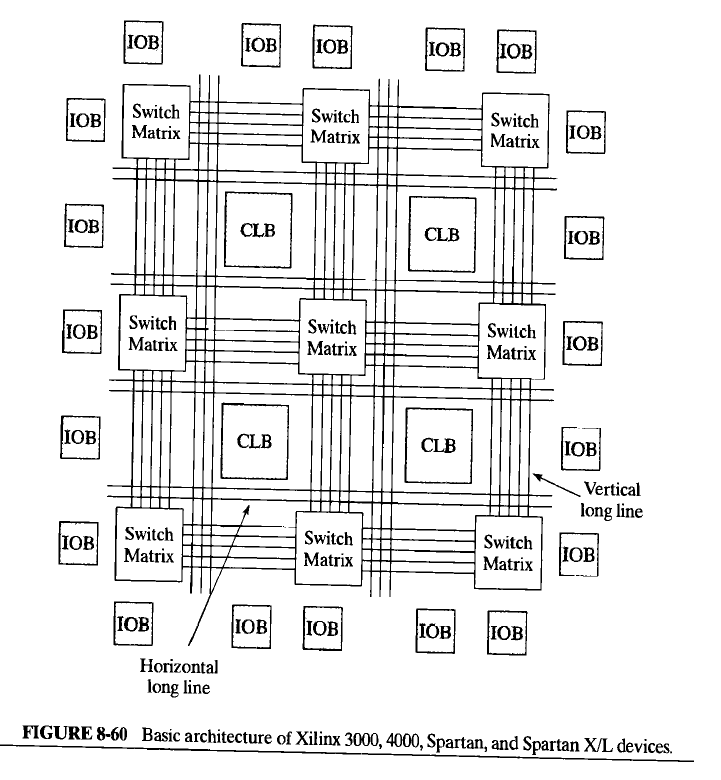 IOB IOB IOB IOB IOB
IOB Switch Matrix Switch Matrix Switch Matrix IOB
IOB CLB CLB IOB
IOB Switch Matrix Switch Matrix Switch Matrix IOB
IOB CLB CLB IOB
Vertical
long line
IOB Switch Matrix Switch Matrix Switch Matrix IOB
IOB IOB IOB IOB IOB
Horizontal
long line
FIGURE 8-60 Basic architecture of Xilinx 3000, 4000, Spartan, and Spartan X/L devices.